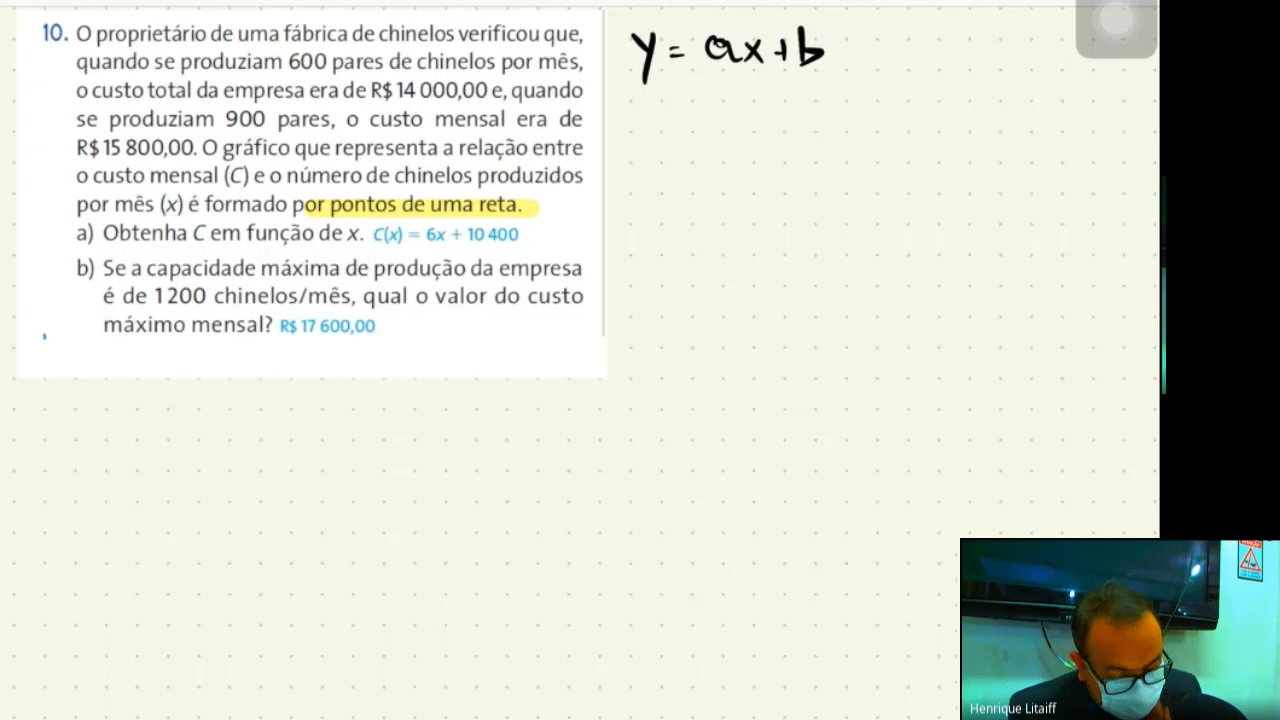 10. O proprietário de uma fábrica de chinelos verificou que,
quando se produziam 600 pares de chinelos por mês,
o custo total da empresa era de R$ 14 000,00 e, quando
se produziam 900 pares, o custo mensal era de
R$ 15 800,00. O gráfico que representa a relação entre
o custo mensal (C) e o número de chinelos produzidos
por mês (x) é formado por pontos de uma reta.
a) Obtenha C em função de x. C(x) = 6x + 10 400
b) Se a capacidade máxima de produção da empresa
é de 1 200 chinelos/mês, qual o valor do custo
máximo mensal? R$ 17 600,00
y = ax+b
Henrique Litaiff